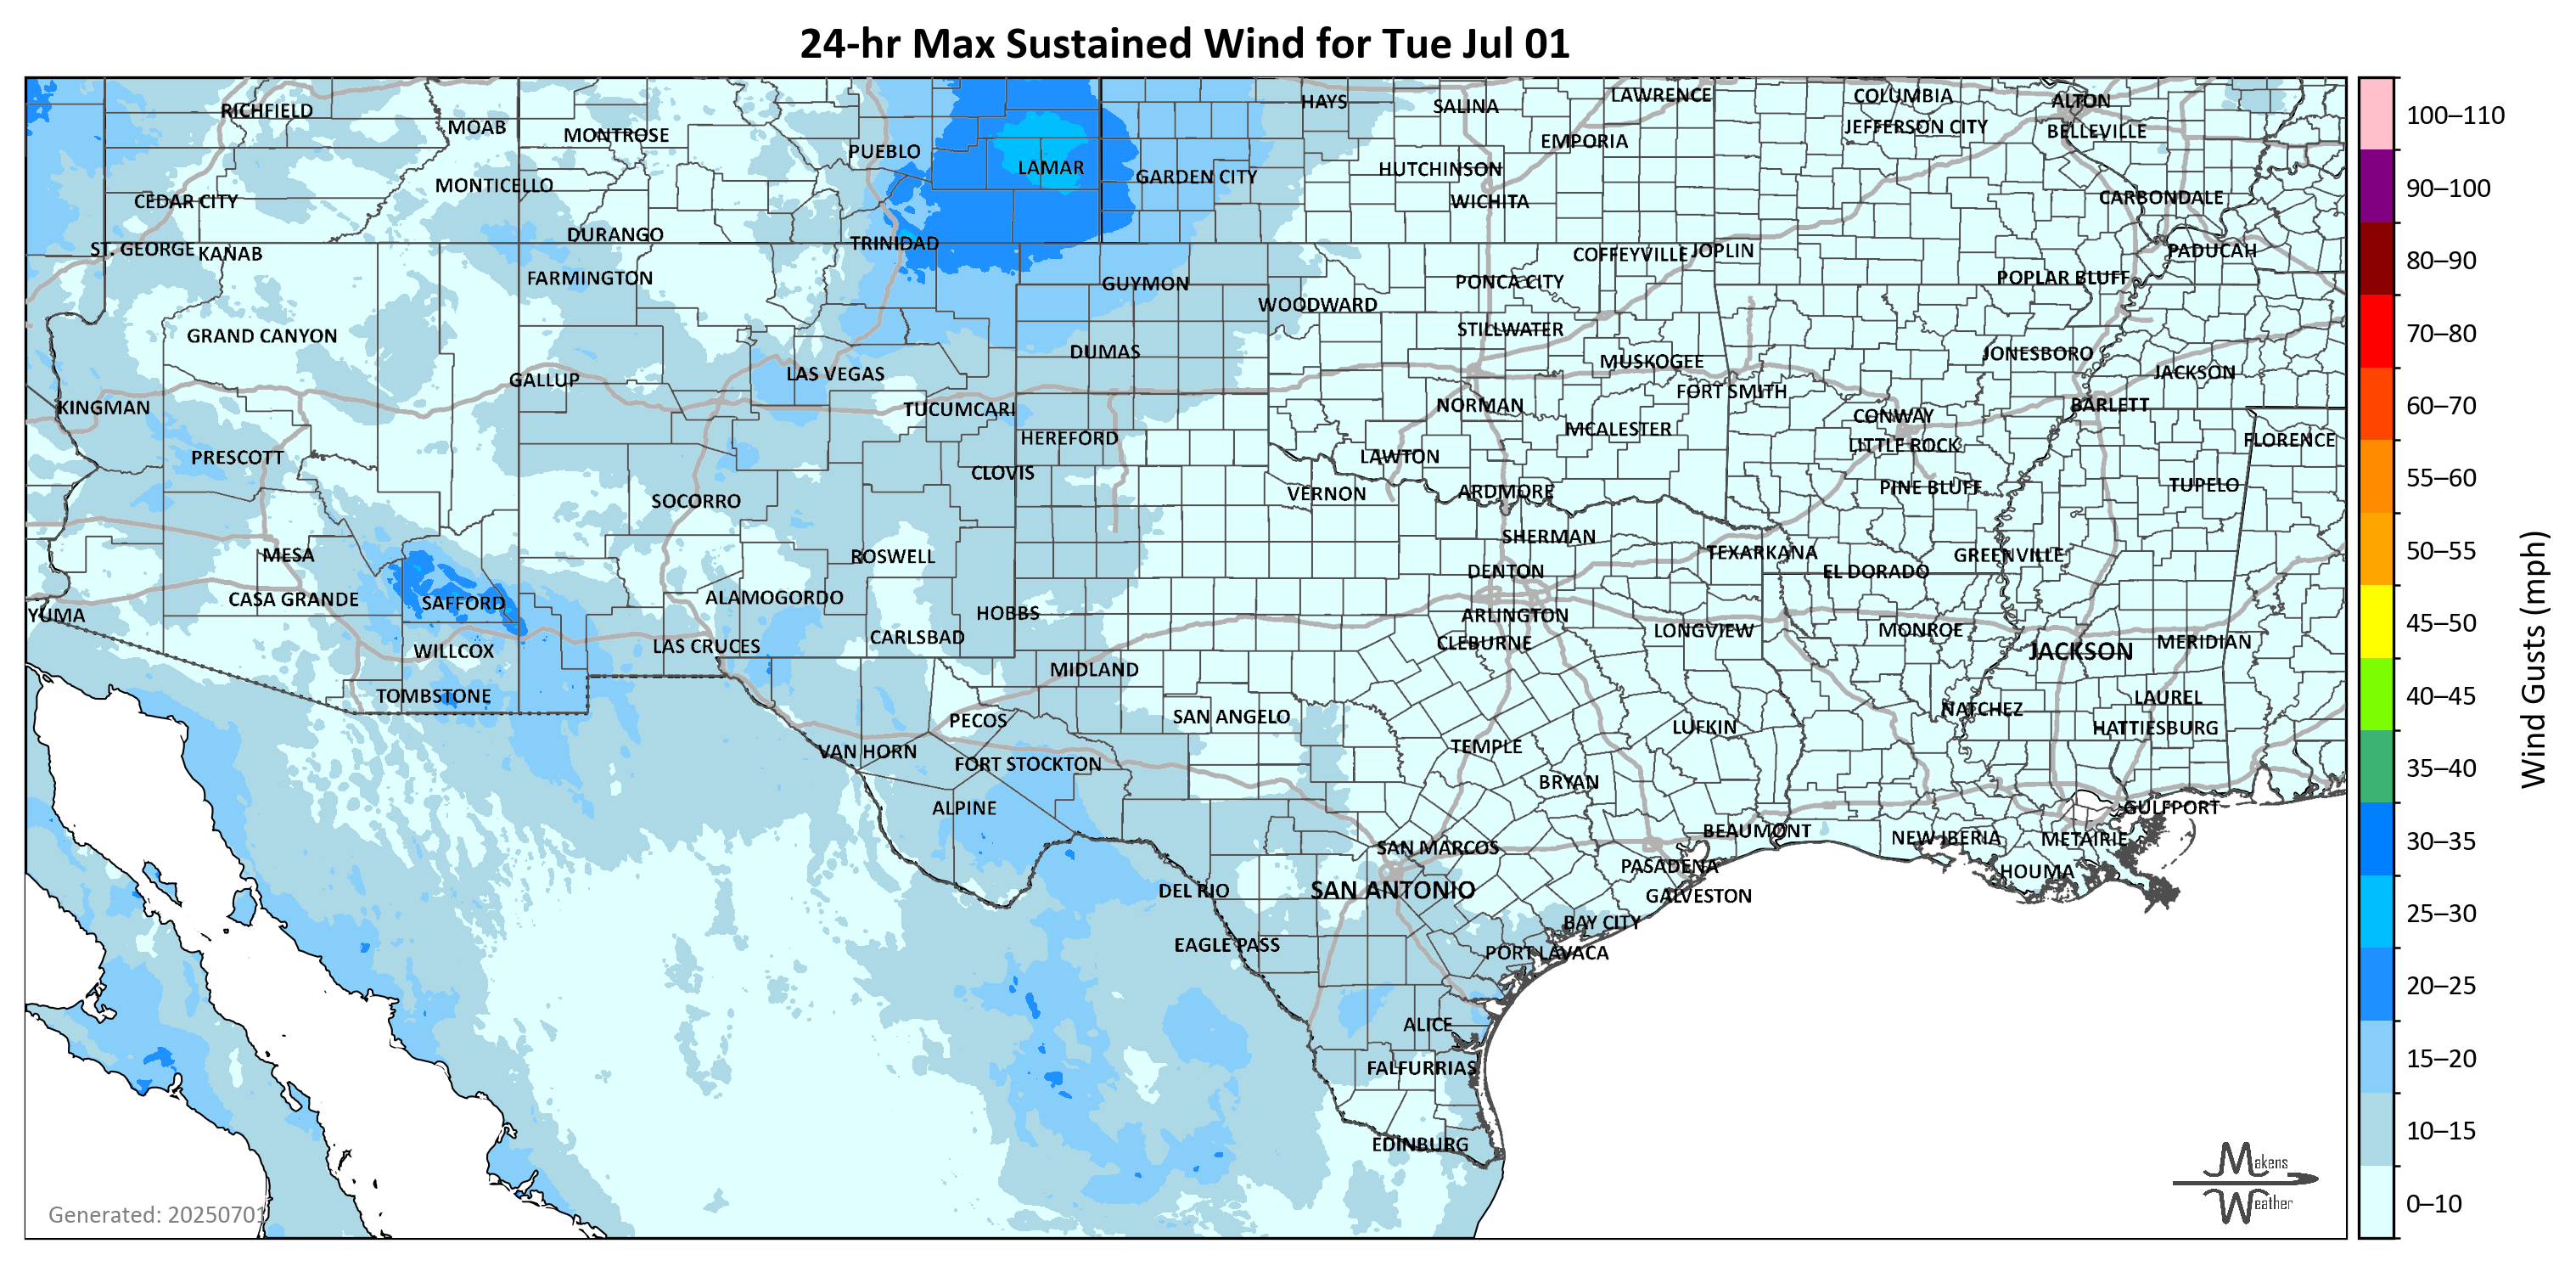 24-hr Max Sustained Wind for Tue Jul 01
RICHFIELD
MOAB
MONTROSE
PUEBLO
LAMAR
GARDEN CITY
HAYS
SALINA
LAWRENCE
EMPORIA
HUTCHINSON
WICHITA
COLUMBIA
JEFFERSON CITY
ALTON
BELLEVILLE
CARBONDALE
CEDAR CITY
MONTICELLO
DURANGO
TRINIDAD
ST. GEORGE
KANAB
FARMINGTON
GUYMON
WOODWARD
PONCA CITY
COFFEYVILLE
JOPLIN
POPLAR BLUFF
PADUCAH
GRAND CANYON
GALLUP
LAS VEGAS
DUMAS
STILLWATER
MUSKOGEE
JONESBORO
JACKSON
KINGMAN
TUCUMCARI
HEREFORD
NORMAN
FORT SMITH
MCALESTER
CONWAY
LITTLE ROCK
BARLETT
FLORENCE
PRESCOTT
SOCORRO
CLOVIS
LAWTON
VERNON
ARDMORE
PINE BLUFF
TUPELO
MESA
ROSWELL
SHERMAN
TEXARKANA
GREENVILLE
DENTON
EL DORADO
YUMA
CASA GRANDE
SAFFORD
ALAMOGORDO
HOBBS
ARLINGTON
CLEBURNE
LONGVIEW
MONROE
JACKSON
MERIDIAN
WILLCOX
LAS CRUCES
CARLSBAD
MIDLAND
TOMBSTONE
PECOS
SAN ANGELO
LUFKIN
NATCHEZ
LAUREL
HATTIESBURG
VAN HORN
FORT STOCKTON
TEMPLE
BRYAN
ALPINE
SAN MARCOS
BEAUMONT
NEW IBERIA
METAIRIE
GULFPORT
PASADENA
HOUMA
DEL RIO
SAN ANTONIO
GALVESTON
EAGLE PASS
BAY CITY
PORT LAVACA
ALICE
FALFURRIAS
EDINBURG
Generated: 20250701
Makens
Weather
100–110
90–100
80–90
70–80
60–70
55–60
50–55
45–50
40–45
35–40
30–35
25–30
20–25
15–20
10–15
0–10
Wind Gusts (mph)